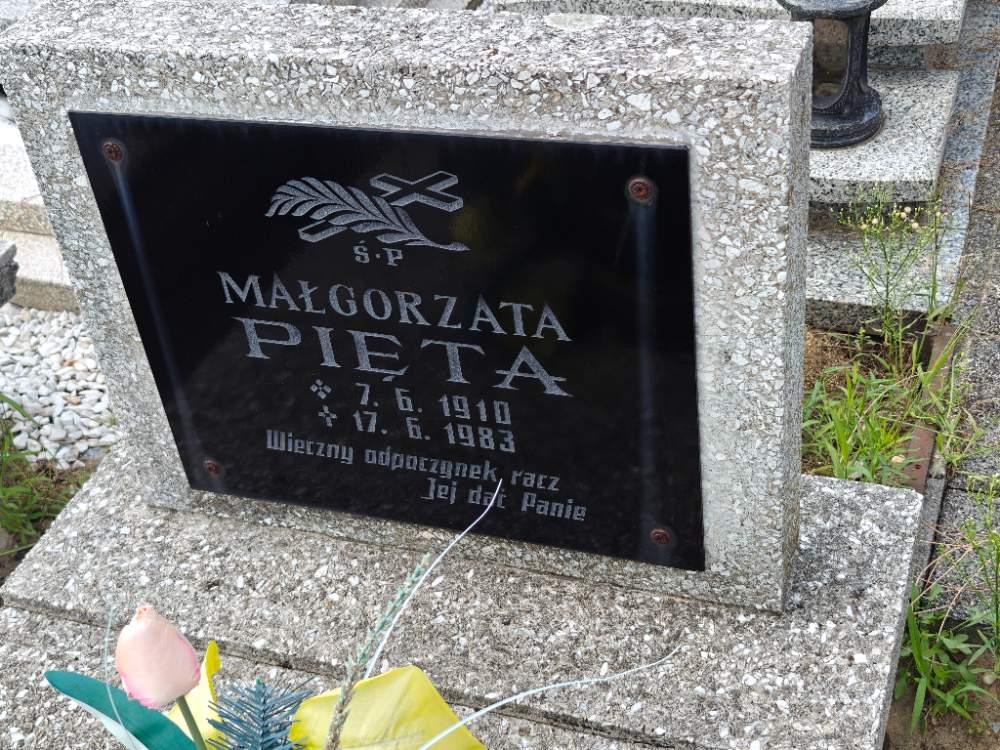 Ś.P
MAŁGORZATA
PIĘTA
7. 6. 1910
17. 6. 1983
Wieczny odpoczynek racz
Jej dać Panie